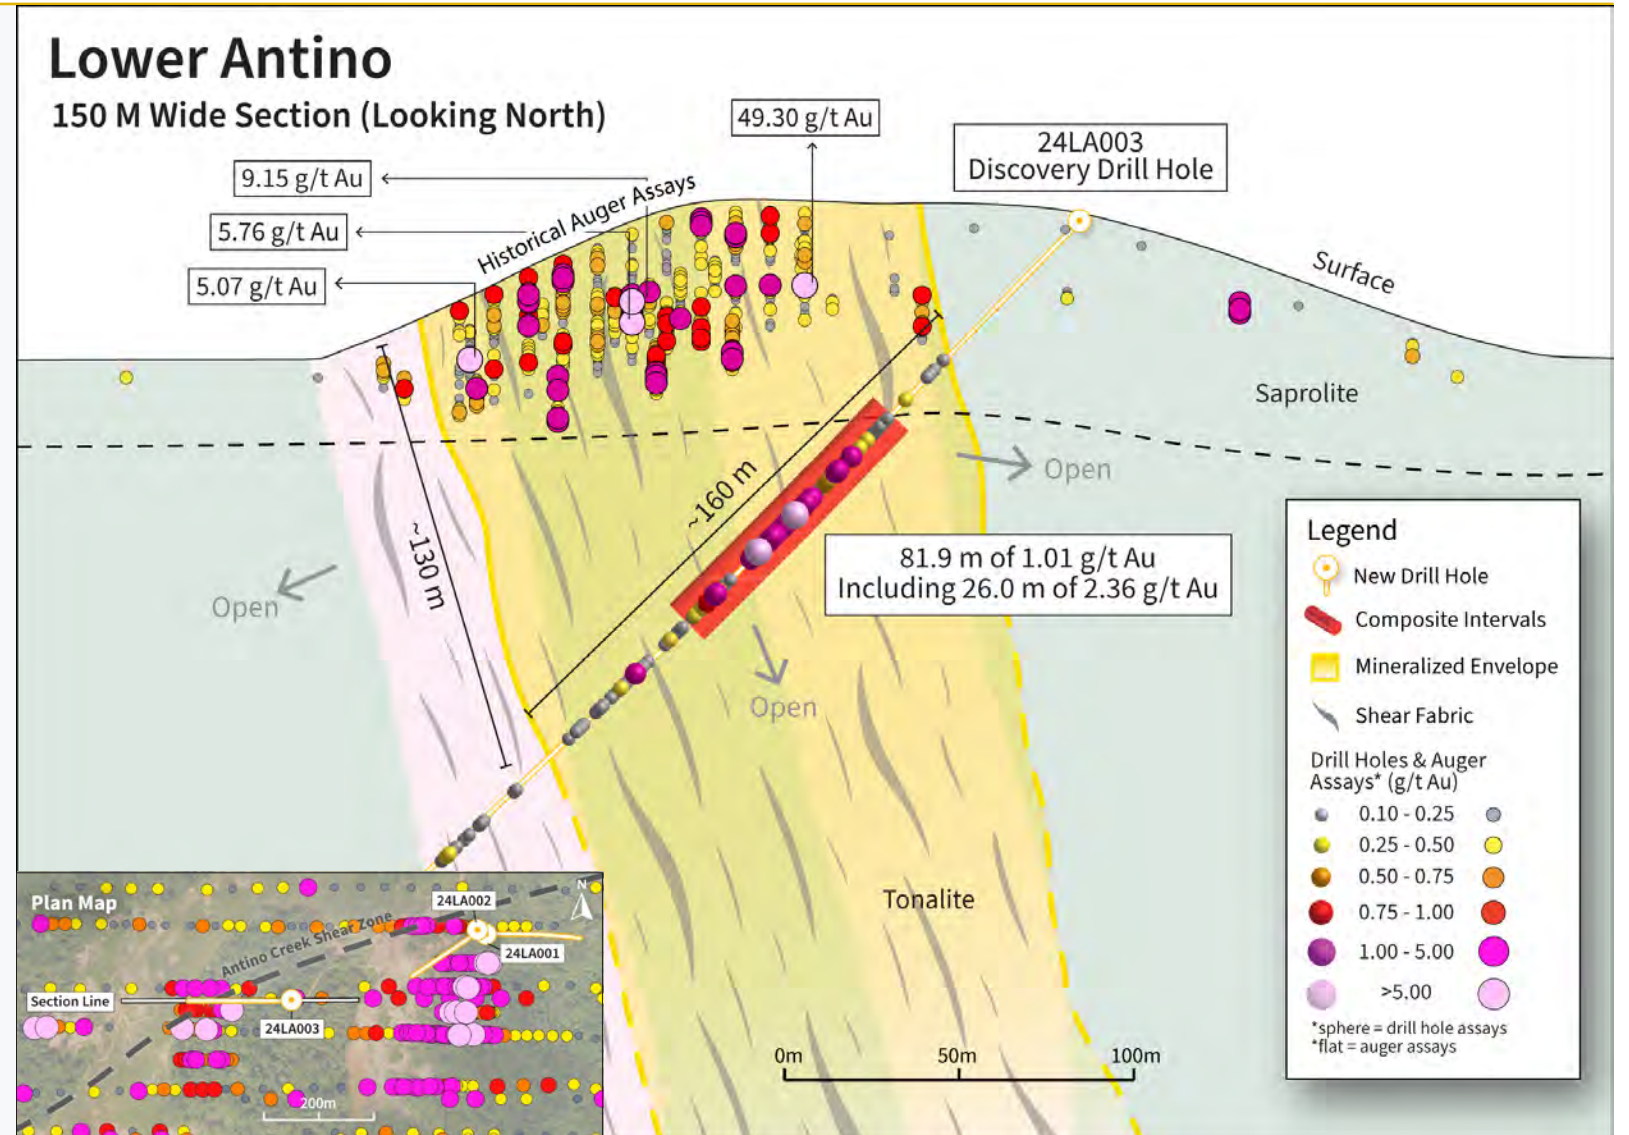 Lower Antino
150 M Wide Section (Looking North)
49.30 g/t Au
24LA003
Discovery Drill Hole
9.15 g/t Au
5.76 g/t Au
5.07 g/t Au
Historical Auger Assays
Surface
Saprolite
Open
~160 m
~130 m
Open
81.9 m of 1.01 g/t Au
Including 26.0 m of 2.36 g/t Au
Open
Tonalite
0m 50m 100m
Legend
New Drill Hole
Composite Intervals
Mineralized Envelope
Shear Fabric
Drill Holes & Auger
Assays* (g/t Au)
0.10 - 0.25
0.25 - 0.50
0.50 - 0.75
0.75 - 1.00
1.00 - 5.00
>5.00
*sphere = drill hole assays
*flat = auger assays
Plan Map
N
24LA002
24LA001
Antino Creek Shear Zone
Section Line
24LA003
200m